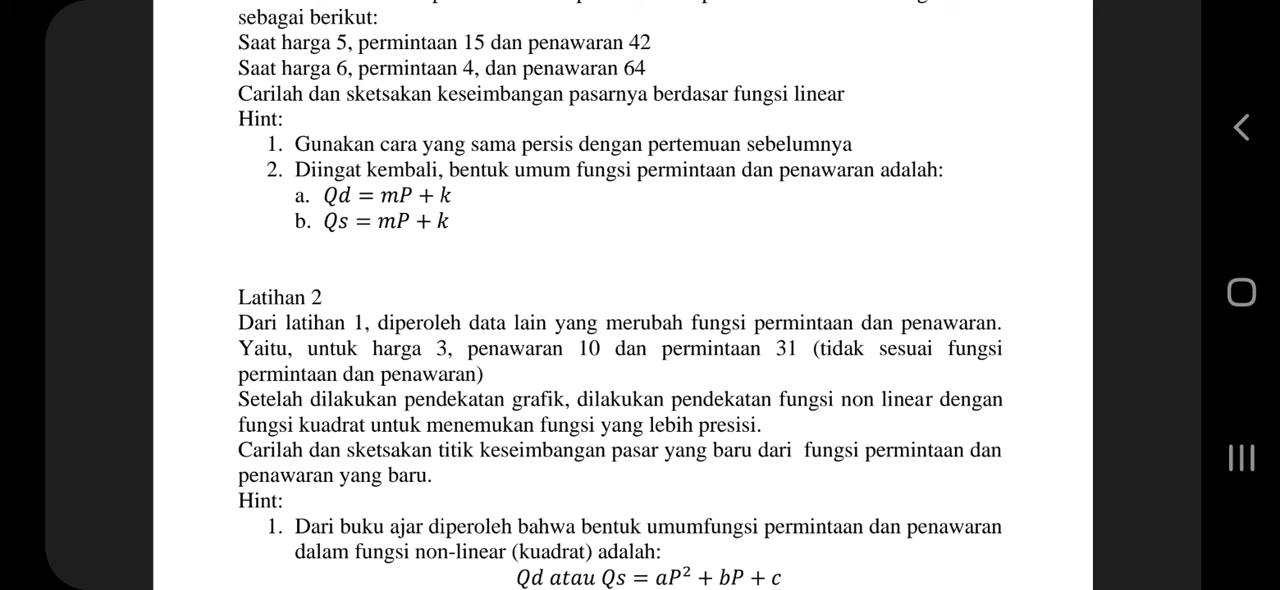 sebagai berikut:
Saat harga 5, permintaan 15 dan penawaran 42
Saat harga 6, permintaan 4, dan penawaran 64
Carilah dan sketsakan keseimbangan pasarnya berdasar fungsi linear
Hint:
1. Gunakan cara yang sama persis dengan pertemuan sebelumnya
2. Diingat kembali, bentuk umum fungsi permintaan dan penawaran adalah:
a. Qd = mP + k
b. Qs = mP + k
Latihan 2
Dari latihan 1, diperoleh data lain yang merubah fungsi permintaan dan penawaran.
Yaitu, untuk harga 3, penawaran 10 dan permintaan 31 (tidak sesuai fungsi
permintaan dan penawaran)
Setelah dilakukan pendekatan grafik, dilakukan pendekatan fungsi non linear dengan
fungsi kuadrat untuk menemukan fungsi yang lebih presisi.
Carilah dan sketsakan titik keseimbangan pasar yang baru dari fungsi permintaan dan
penawaran yang baru.
Hint:
1. Dari buku ajar diperoleh bahwa bentuk umumfungsi permintaan dan penawaran
dalam fungsi non-linear (kuadrat) adalah:
Qd atau Qs = aP² + bP + c